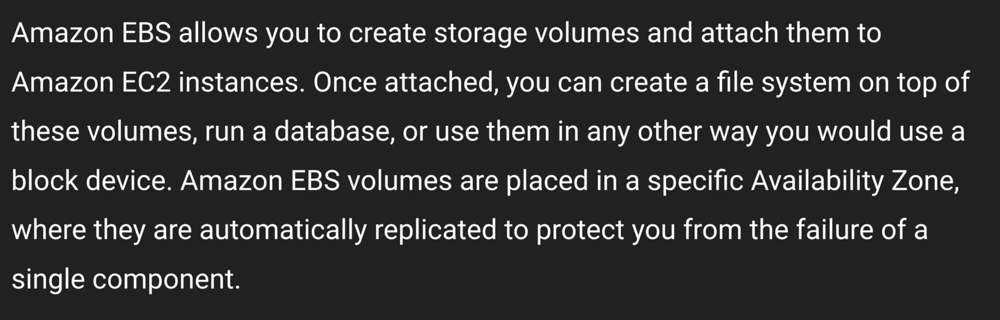 Amazon EBS allows you to create storage volumes and attach them to
Amazon EC2 instances. Once attached, you can create a file system on top of
these volumes, run a database, or use them in any other way you would use a
block device. Amazon EBS volumes are placed in a specific Availability Zone,
where they are automatically replicated to protect you from the failure of a
single component.